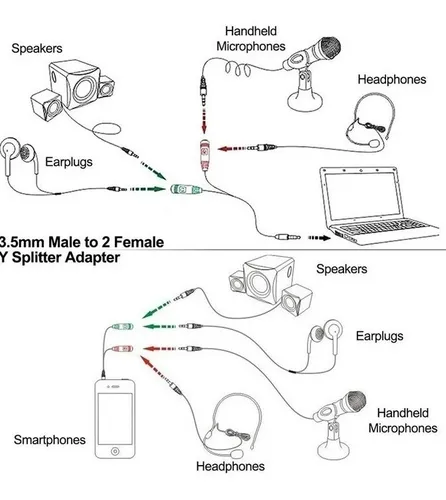 Handheld
Microphones
Speakers
Headphones
Earplugs
3.5mm Male to 2 Female
Y Splitter Adapter
Speakers
Earplugs
Handheld
Microphones
Smartphones
Headphones